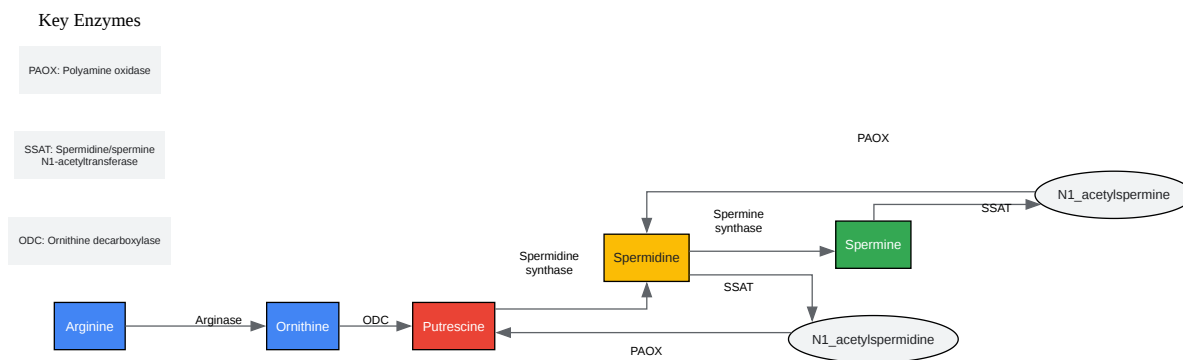 Key Enzymes
PAOX: Polyamine oxidase
SSAT: Spermidine/spermine
N1-acetyltransferase
ODC: Ornithine decarboxylase
PAOX
N1_acetylspermine
SSAT
Spermine
synthase
Spermine
Spermidine
Spermidine
synthase
SSAT
Arginine
Arginase
Ornithine
ODC
Putrescine
N1_acetylspermidine
PAOX